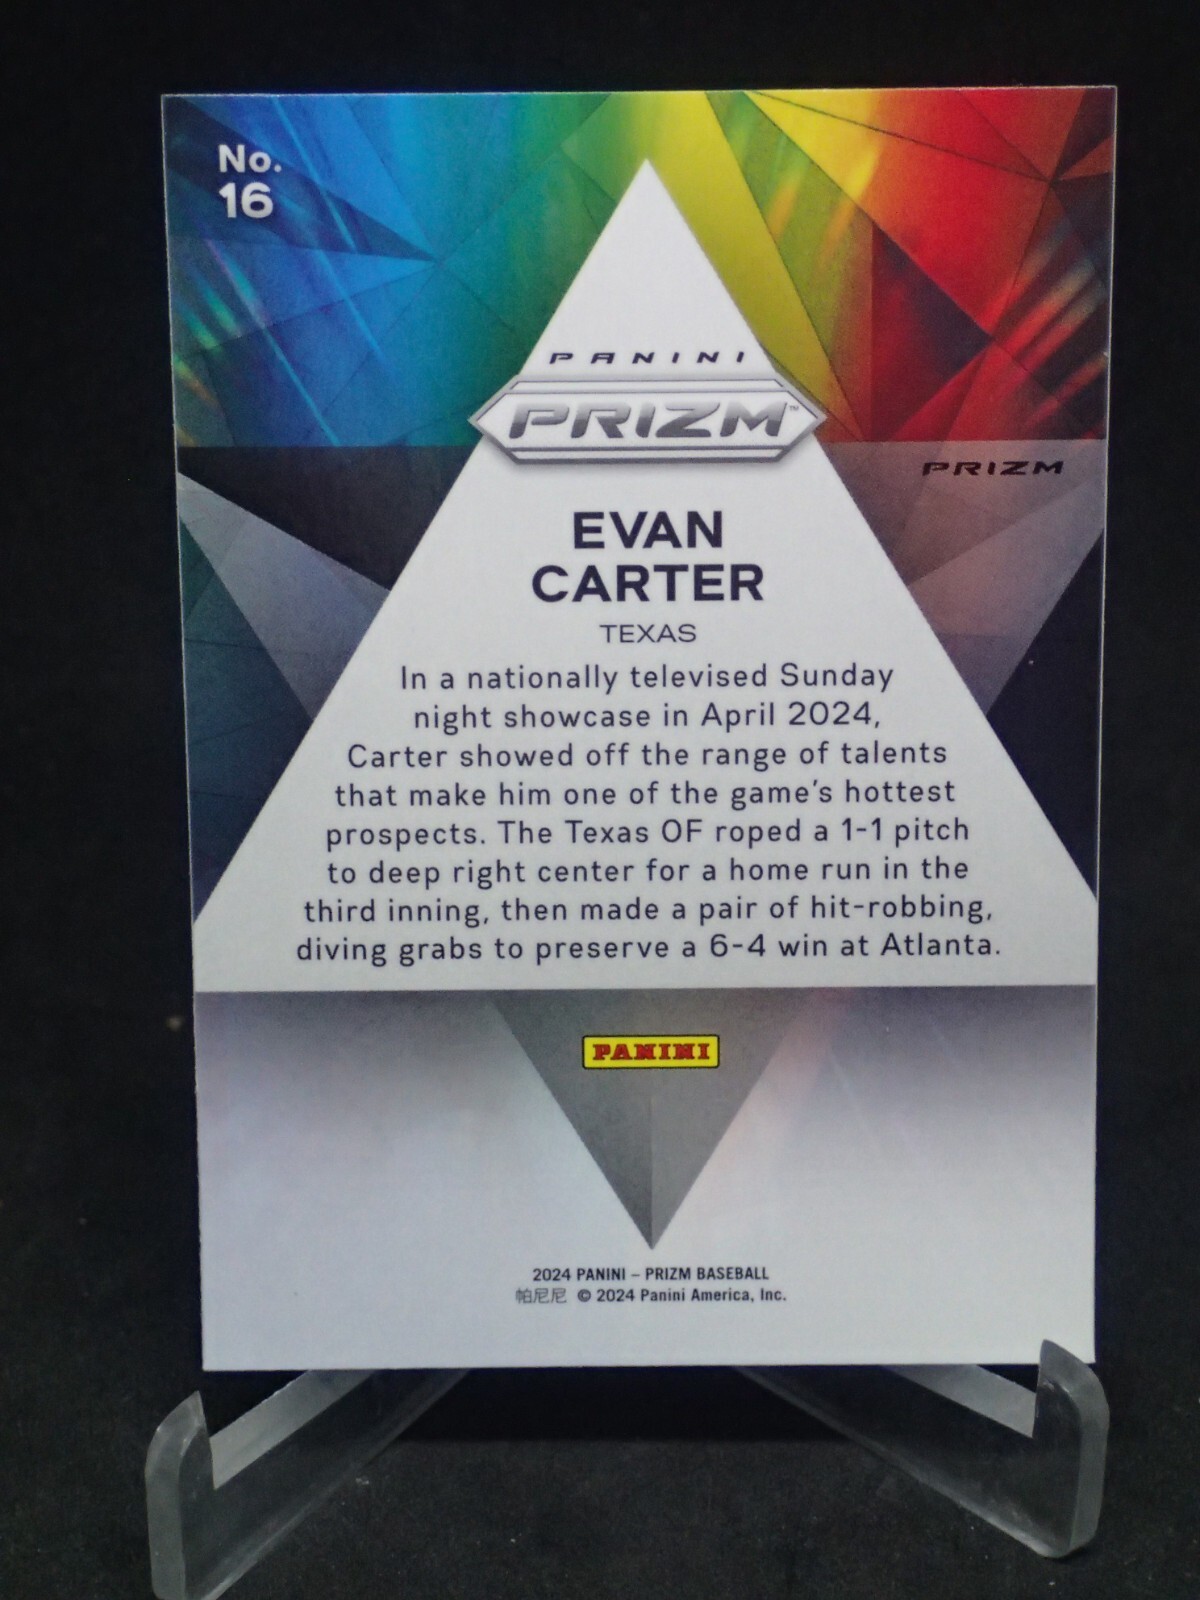 No.
16
PANINI
PRIZM™
PRIZM
EVAN
CARTER
TEXAS
In a nationally televised Sunday
night showcase in April 2024,
Carter showed off the range of talents
that make him one of the game's hottest
prospects. The Texas OF roped a 1-1 pitch
to deep right center for a home run in the
third inning, then made a pair of hit-robbing,
diving grabs to preserve a 6-4 win at Atlanta.
PANINI
2024 PANINI – PRIZM BASEBALL
帕尼尼 © 2024 Panini America, Inc.